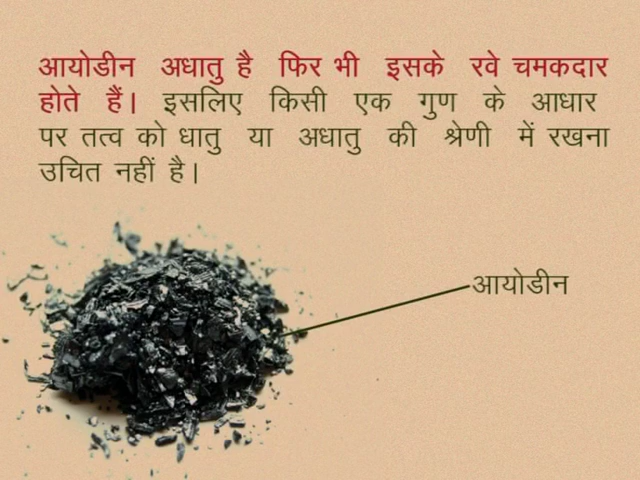 आयोडीन अधातु है फिर भी इसके रवे चमकदार
होते हैं। इसलिए किसी एक गुण के आधार
पर तत्व को धातु या अधातु की श्रेणी में रखना
उचित नहीं है।
आयोडीन